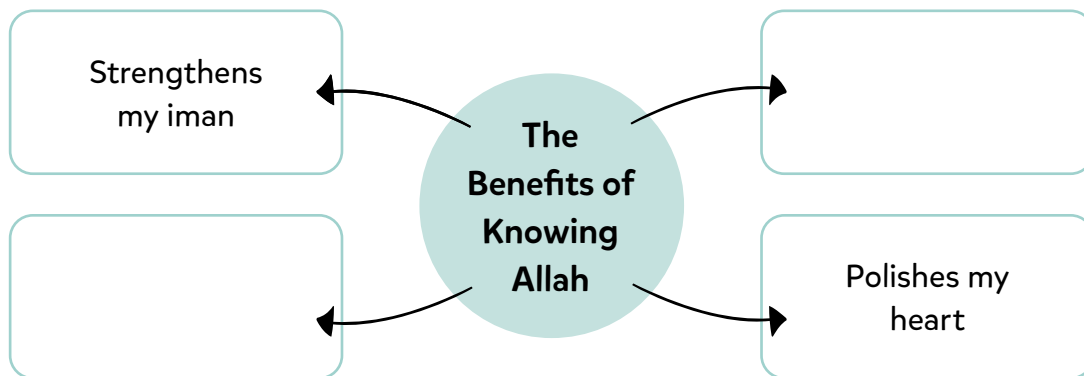 Strengthens
my iman
The
Benefits of
Knowing
Allah
Polishes my
heart